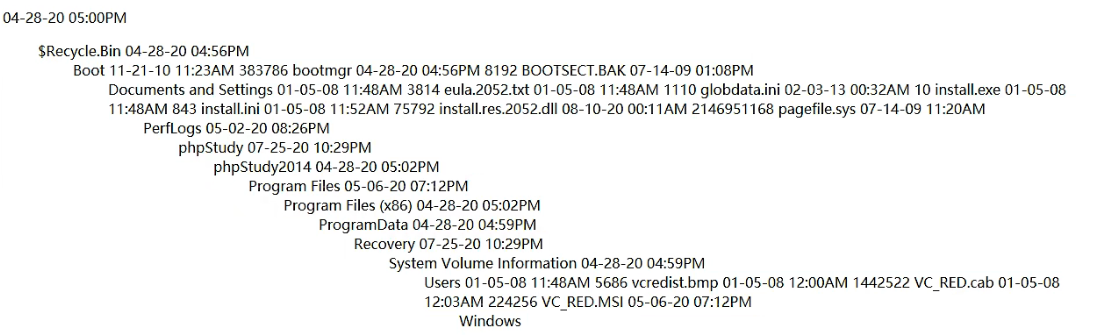 04-28-20 05:00PM
$Recycle.Bin 04-28-20 04:56PM
Boot 11-21-10 11:23AM 383786 bootmgr 04-28-20 04:56PM 8192 BOOTSECT.BAK 07-14-09 01:08PM
Documents and Settings 01-05-08 11:48AM 3814 eula.2052.txt 01-05-08 11:48AM 1110 globdata.ini 02-03-13 00:32AM 10 install.exe 01-05-08
11:48AM 843 install.ini 01-05-08 11:52AM 75792 install.res.2052.dll 08-10-20 00:11AM 2146951168 pagefile.sys 07-14-09 11:20AM
PerfLogs 05-02-20 08:26PM
phpStudy 07-25-20 10:29PM
phpStudy2014 04-28-20 05:02PM
Program Files 05-06-20 07:12PM
Program Files (x86) 04-28-20 05:02PM
ProgramData 04-28-20 04:59PM
Recovery 07-25-20 10:29PM
System Volume Information 04-28-20 04:59PM
Users 01-05-08 11:48AM 5686 vcredist.bmp 01-05-08 12:00AM 1442522 VC_RED.cab 01-05-08
12:03AM 224256 VC_RED.MSI 05-06-20 07:12PM
Windows